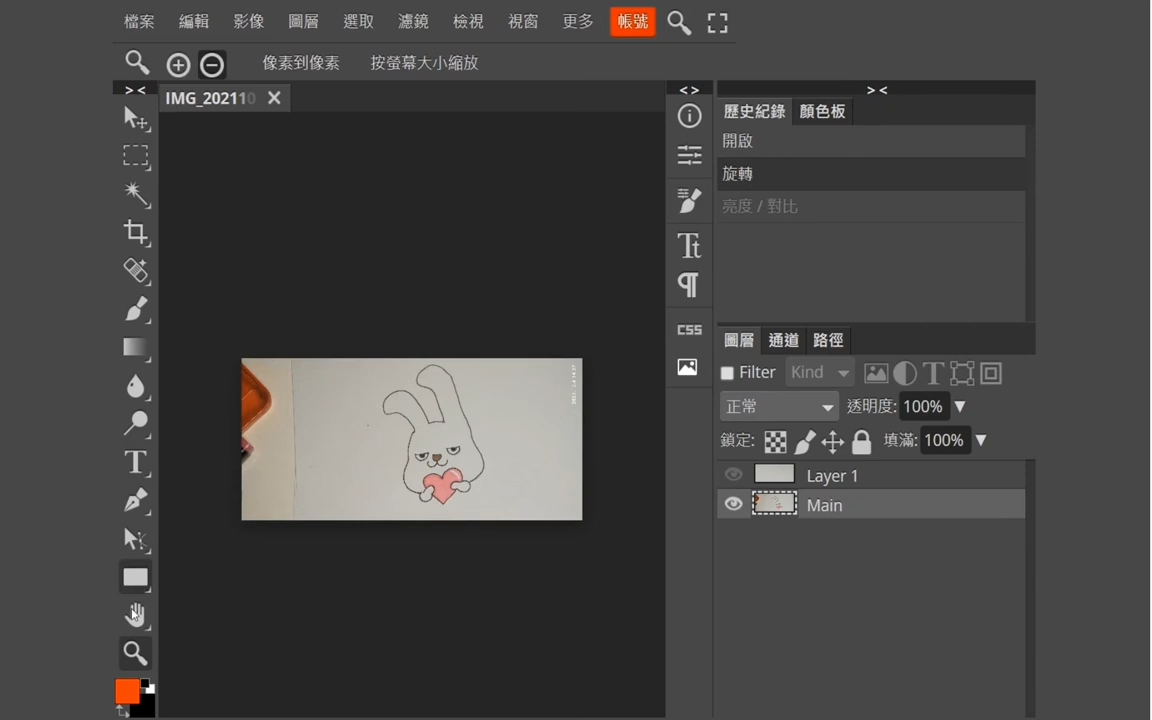 檔案 編輯 影像 圖層 選取 濾鏡 檢視 視窗 更多 帳號
像素到像素 按螢幕大小縮放
> < < > > <
IMG_202110
歷史紀錄 顏色板
開啟
旋轉
亮度 / 對比
CSS
圖層 通道 路徑
Filter Kind
正常 透明度: 100%
鎖定: 填滿: 100%
Layer 1
Main